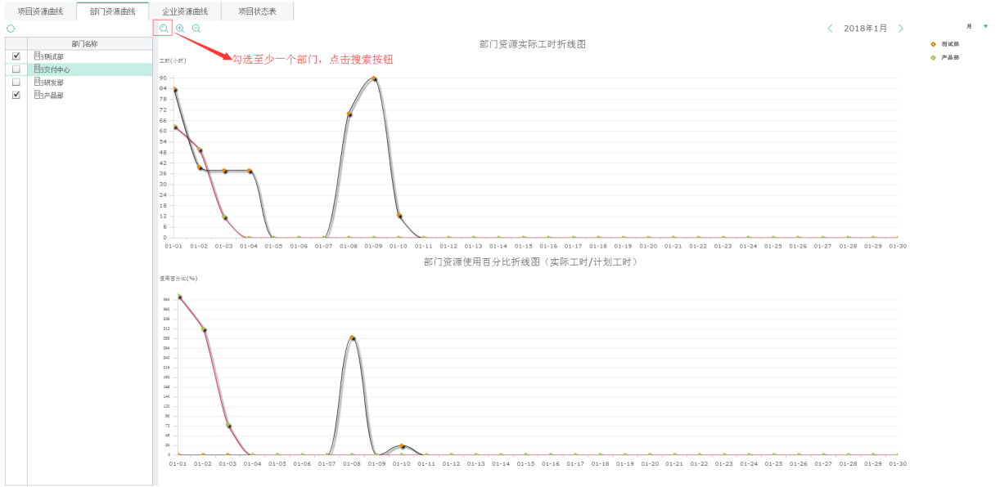 项目资源曲线 部门资源曲线 企业资源曲线 项目状态表
2018年1月 月
部门名称
测试部
交付中心
研发部
产品部
勾选至少一个部门，点击搜索按钮
部门资源实际工时折线图
测试部
产品部
工时(小时)
90
84
78
72
66
60
54
48
42
36
30
24
18
12
6
0
01-01 01-02 01-03 01-04 01-05 01-06 01-07 01-08 01-09 01-10 01-11 01-12 01-13 01-14 01-15 01-16 01-17 01-18 01-19 01-20 01-21 01-22 01-23 01-24 01-25 01-26 01-27 01-28 01-29 01-30
部门资源使用百分比折线图（实际工时/计划工时）
使用百分比(%)
384
360
336
312
288
264
240
216
192
168
144
120
96
72
48
24
0
01-01 01-02 01-03 01-04 01-05 01-06 01-07 01-08 01-09 01-10 01-11 01-12 01-13 01-14 01-15 01-16 01-17 01-18 01-19 01-20 01-21 01-22 01-23 01-24 01-25 01-26 01-27 01-28 01-29 01-30